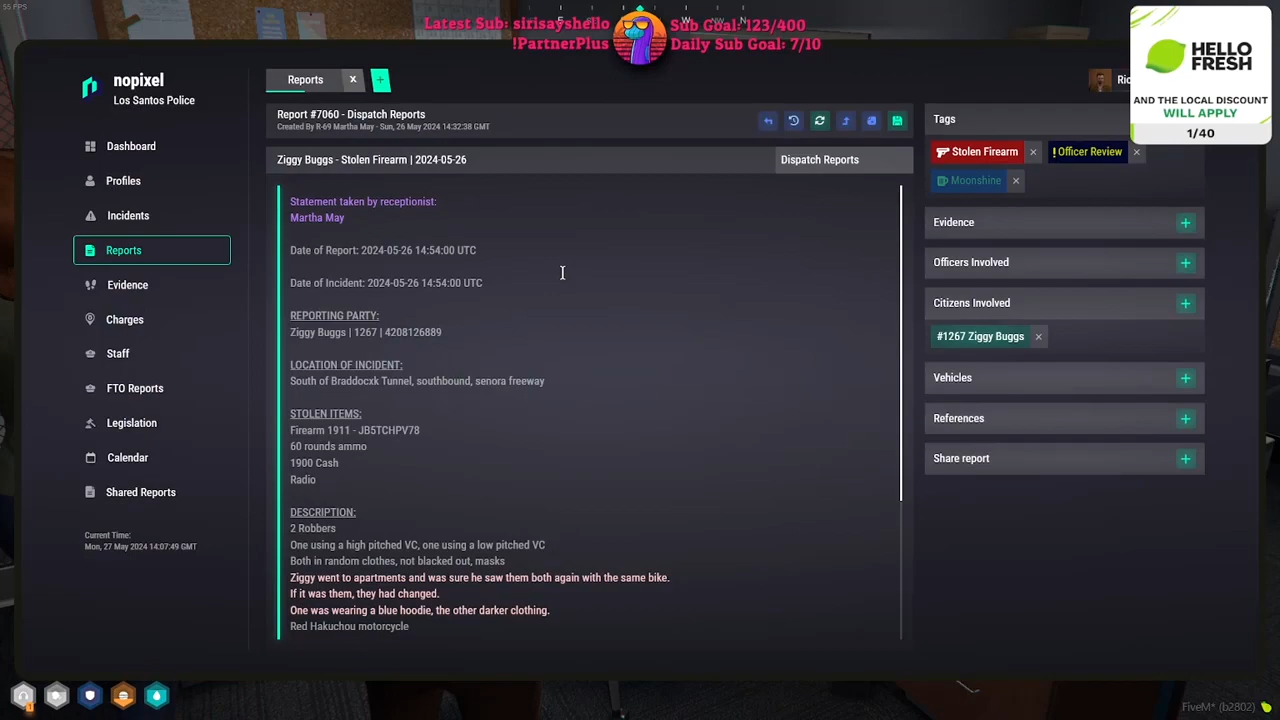 55 FPS
W
N
Latest Sub: sirisayshello
!PartnerPlus
Sub Goal: 123/400
Daily Sub Goal: 7/10
HELLO
FRESH
AND THE LOCAL DISCOUNT
WILL APPLY
1/40
nopixel
Los Santos Police
Dashboard
Profiles
Incidents
Reports
Evidence
Charges
Staff
FTO Reports
Legislation
Calendar
Shared Reports
Current Time:
Mon, 27 May 2024 14:07:49 GMT
Reports x +
Ric
Report #7060 - Dispatch Reports
Created By R-69 Martha May - Sun, 26 May 2024 14:32:38 GMT
Ziggy Buggs - Stolen Firearm | 2024-05-26
Dispatch Reports
Statement taken by receptionist:
Martha May
Date of Report: 2024-05-26 14:54:00 UTC
Date of Incident: 2024-05-26 14:54:00 UTC
REPORTING PARTY:
Ziggy Buggs | 1267 | 4208126889
LOCATION OF INCIDENT:
South of Braddocxk Tunnel, southbound, senora freeway
STOLEN ITEMS:
Firearm 1911 - JB5TCHPV78
60 rounds ammo
1900 Cash
Radio
DESCRIPTION:
2 Robbers
One using a high pitched VC, one using a low pitched VC
Both in random clothes, not blacked out, masks
Ziggy went to apartments and was sure he saw them both again with the same bike.
If it was them, they had changed.
One was wearing a blue hoodie, the other darker clothing.
Red Hakuchou motorcycle
Tags
Stolen Firearm x
! Officer Review x
Moonshine x
Evidence +
Officers Involved +
Citizens Involved +
#1267 Ziggy Buggs x
Vehicles +
References +
Share report +
1
FiveM* (b2802)